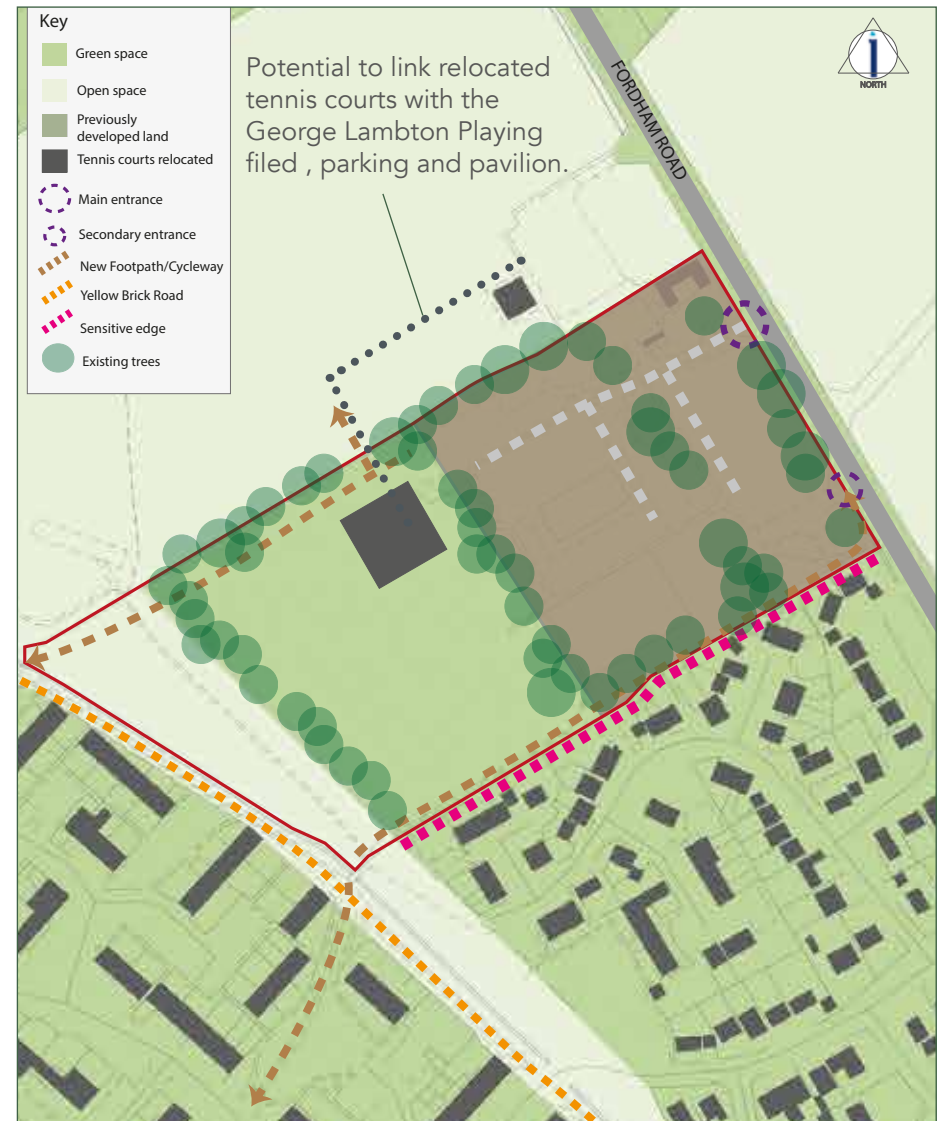 Key
Green space
Open space
Previously
developed land
Tennis courts relocated
Main entrance
Secondary entrance
New Footpath/Cycleway
Yellow Brick Road
Sensitive edge
Existing trees
Potential to link relocated
tennis courts with the
George Lambton Playing
filed , parking and pavilion.
FORDHAM ROAD
i
NORTH